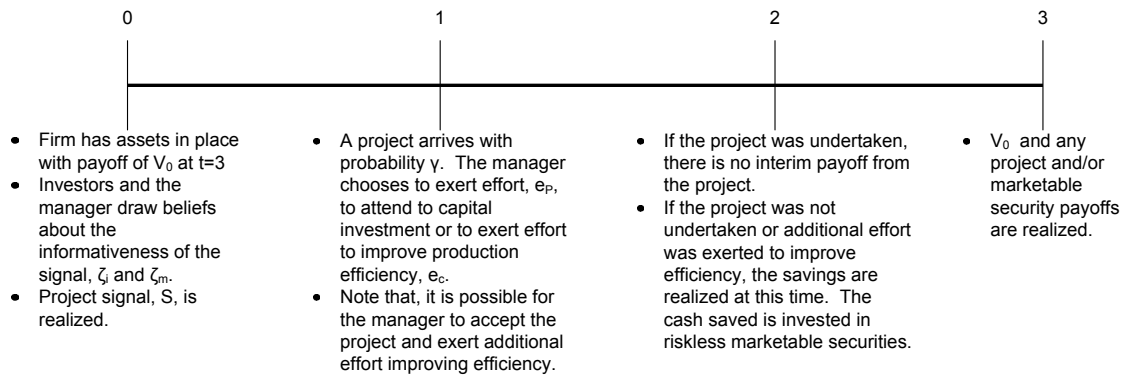 0 1 2 3
• Firm has assets in place
with payoff of V₀ at t=3
• Investors and the
manager draw beliefs
about the
informativeness of the
signal, ζᵢ and ζₘ.
• Project signal, S, is
realized.
• A project arrives with
probability γ. The manager
chooses to exert effort, eₚ,
to attend to capital
investment or to exert effort
to improve production
efficiency, e꜀.
• Note that, it is possible for
the manager to accept the
project and exert additional
effort improving efficiency.
• If the project was undertaken,
there is no interim payoff from
the project.
• If the project was not
undertaken or additional effort
was exerted to improve
efficiency, the savings are
realized at this time. The
cash saved is invested in
riskless marketable securities.
• V₀ and any
project and/or
marketable
security payoffs
are realized.